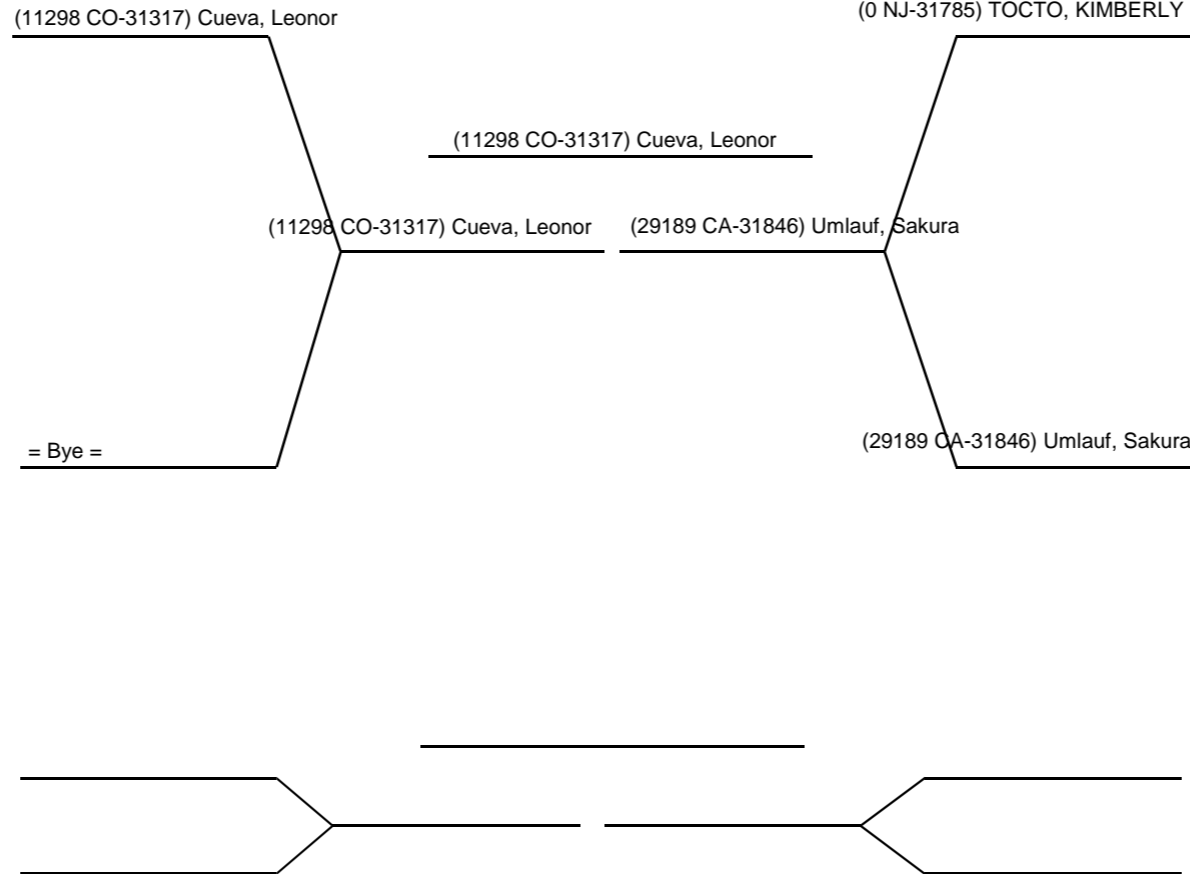 (11298 CO-31317) Cueva, Leonor
(0 NJ-31785) TOCTO, KIMBERLY
(11298 CO-31317) Cueva, Leonor
(11298 CO-31317) Cueva, Leonor
(29189 CA-31846) Umlauf, Sakura
= Bye =
(29189 CA-31846) Umlauf, Sakura